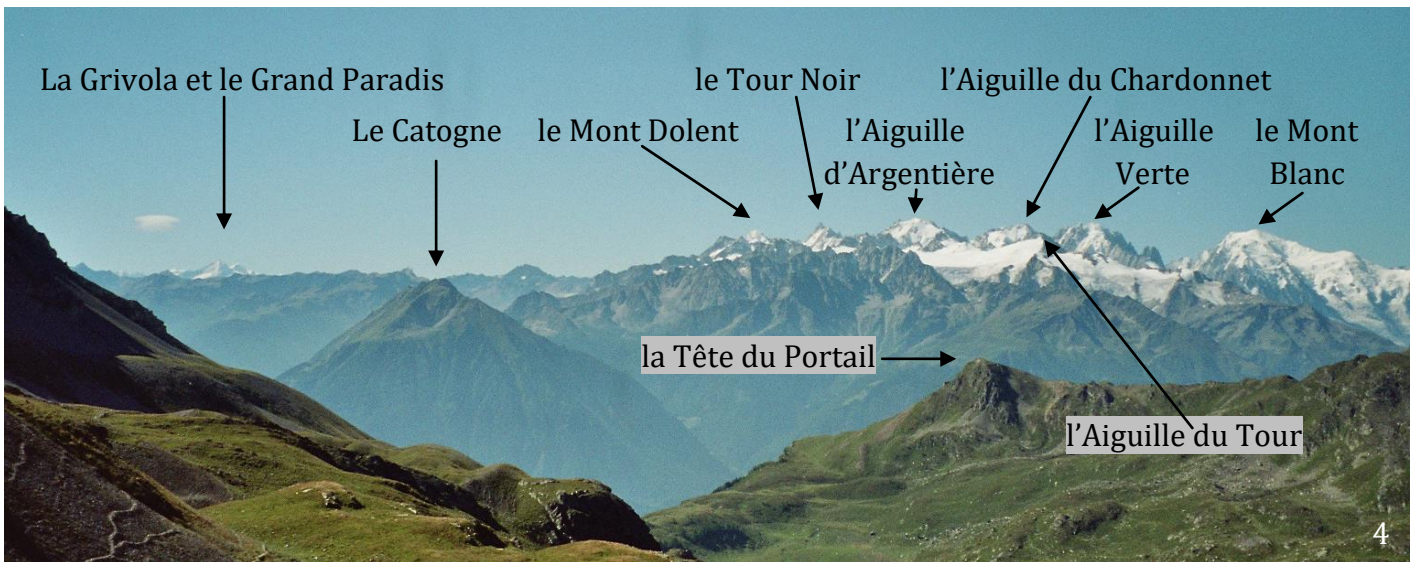 La Grivola et le Grand Paradis
le Tour Noir
l’Aiguille du Chardonnet
Le Catogne
le Mont Dolent
l’Aiguille
d’Argentière
l’Aiguille
Verte
le Mont
Blanc
la Tête du Portail
l’Aiguille du Tour
4